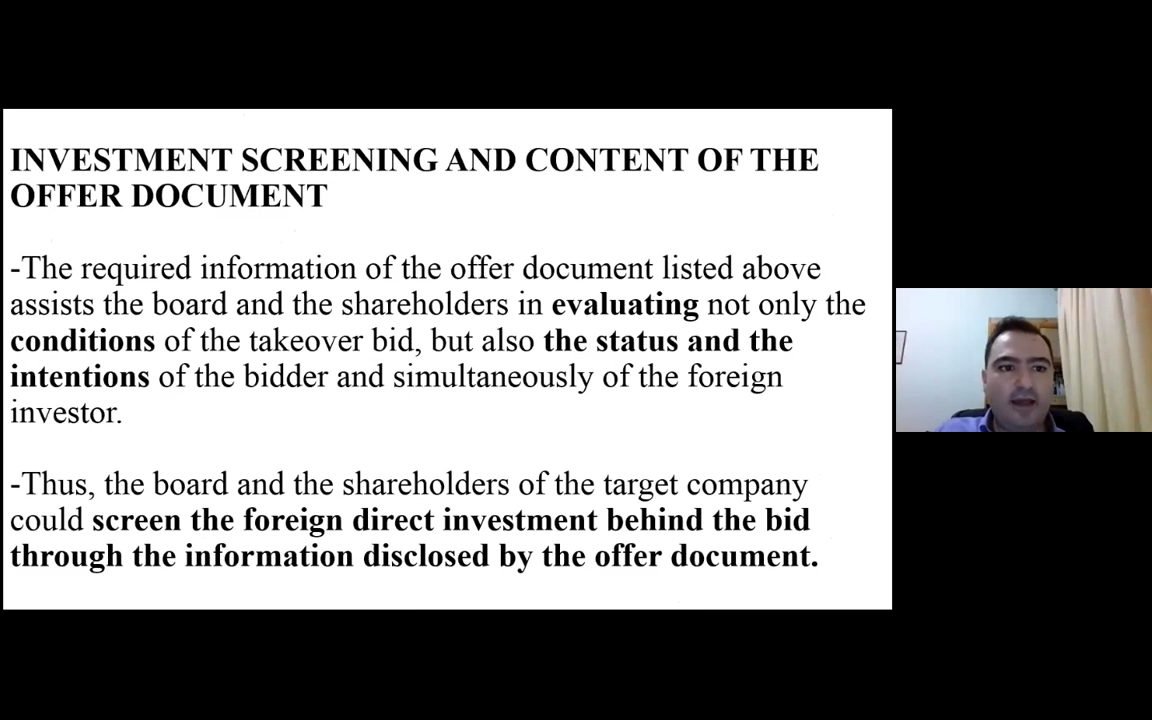 INVESTMENT SCREENING AND CONTENT OF THE
OFFER DOCUMENT
-The required information of the offer document listed above
assists the board and the shareholders in evaluating not only the
conditions of the takeover bid, but also the status and the
intentions of the bidder and simultaneously of the foreign
investor.
-Thus, the board and the shareholders of the target company
could screen the foreign direct investment behind the bid
through the information disclosed by the offer document.